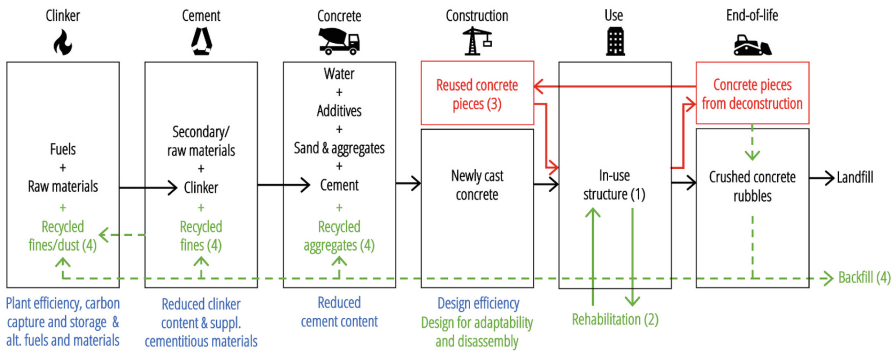 Clinker
Cement
Concrete
Construction
Use
End-of-life
Fuels
+
Raw materials
+
Recycled
fines/dust (4)
Secondary/
raw materials
+
Clinker
+
Recycled
fines (4)
Water
+
Additives
+
Sand & aggregates
+
Cement
+
Recycled
aggregates (4)
Reused concrete
pieces (3)
Newly cast
concrete
In-use
structure (1)
Concrete pieces
from deconstruction
Crushed concrete
rubbles
Landfill
Backfill (4)
Plant efficiency, carbon
capture and storage &
alt. fuels and materials
Reduced clinker
content & suppl.
cementitious materials
Reduced
cement content
Design efficiency
Design for adaptability
and disassembly
Rehabilitation (2)